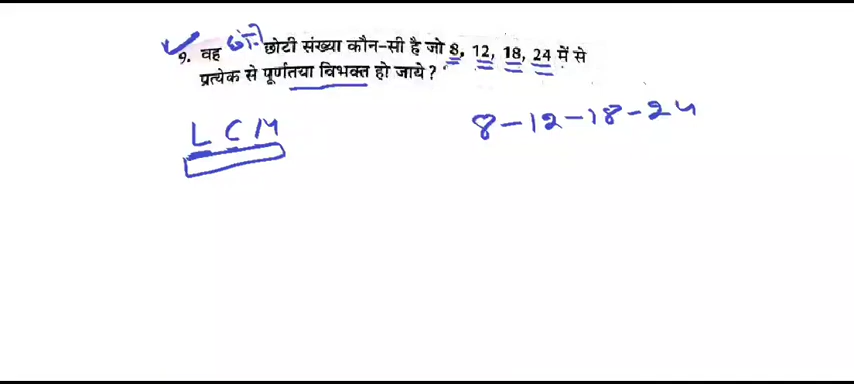 9. वह छोटी संख्या कौन-सी है जो 8, 12, 18, 24 में से
प्रत्येक से पूर्णतया विभक्त हो जाये ?
LCM
8-12-18-24